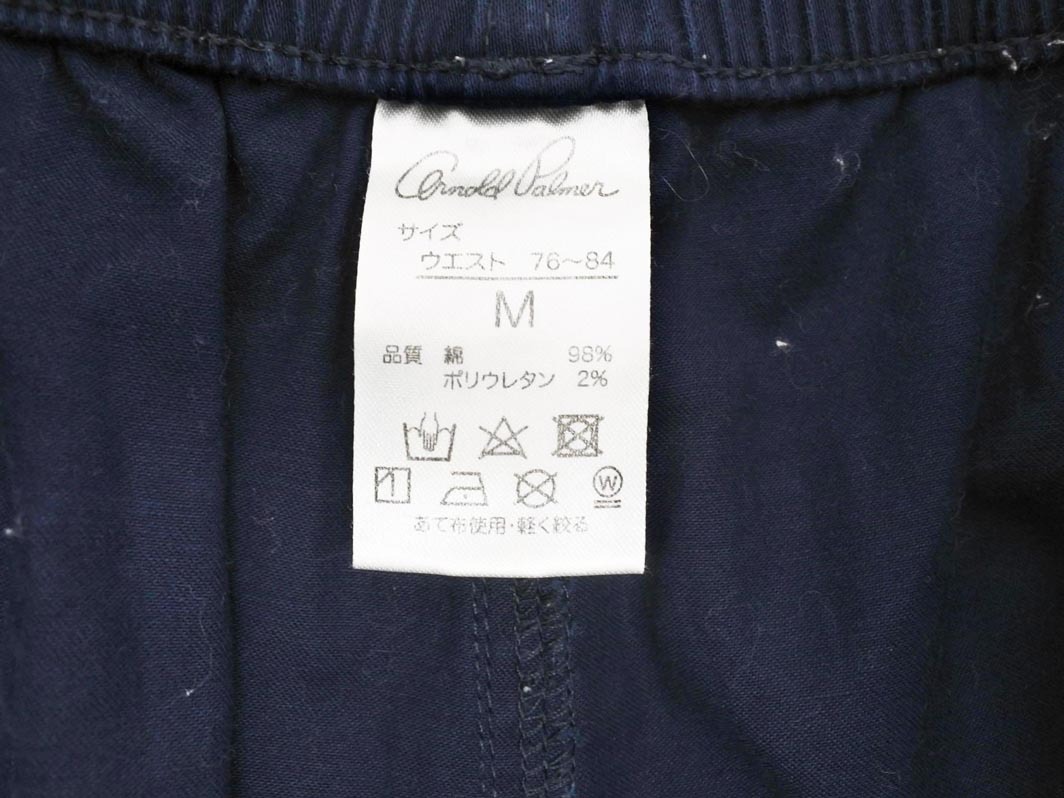 Arnold Palmer
サイズ
ウエスト 76～84
M
品質 綿 98%
ポリウレタン 2%
W
あて布使用・軽く絞る